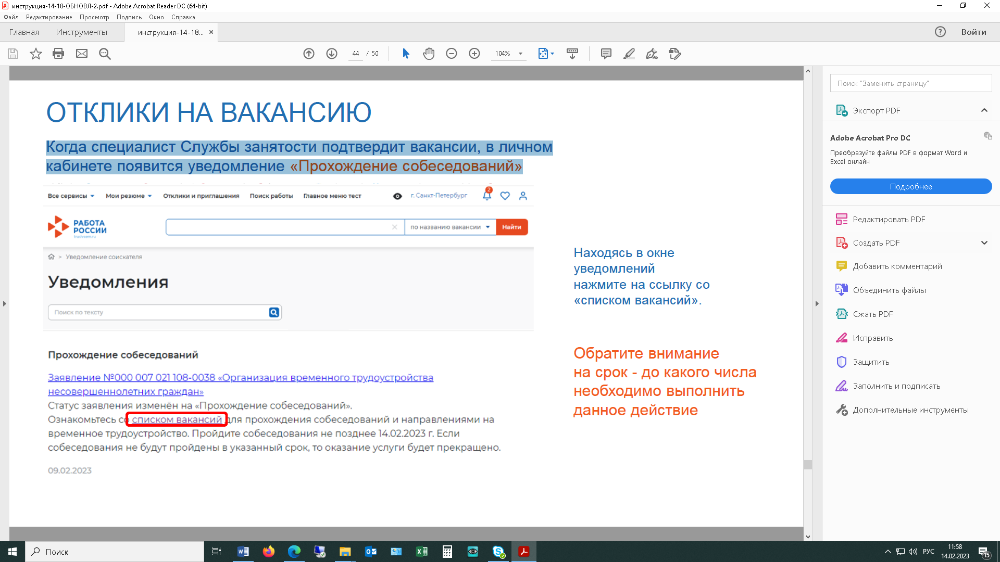 инструкция-14-18-ОБНОВЛ-2.pdf - Adobe Acrobat Reader DC (64-bit)
Файл Редактирование Просмотр Подпись Окно Справка
Главная Инструменты инструкция-14-18... × Войти
44 / 50 104%
ОТКЛИКИ НА ВАКАНСИЮ
Когда специалист Службы занятости подтвердит вакансии, в личном
кабинете появится уведомление «Прохождение собеседований»
Все сервисы Мои резюме Отклики и приглашения Поиск работы Главное меню тест г. Санкт-Петербург 2
РАБОТА
РОССИИ
trudvsem.ru
по названию вакансии Найти
> Уведомление соискателя
Уведомления
Поиск по тексту
Прохождение собеседований
Заявление №000 007 021 108-0038 «Организация временного трудоустройства
несовершеннолетних граждан»
Статус заявления изменён на «Прохождение собеседований».
Ознакомьтесь со списком вакансий для прохождения собеседований и направлениями на
временное трудоустройство. Пройдите собеседования не позднее 14.02.2023 г. Если
собеседования не будут пройдены в указанный срок, то оказание услуги будет прекращено.
09.02.2023
Находясь в окне
уведомлений
нажмите на ссылку со
«списком вакансий».
Обратите внимание
на срок - до какого числа
необходимо выполнить
данное действие
Поиск "Заменить страницу"
Экспорт PDF
Adobe Acrobat Pro DC
Преобразуйте файлы PDF в формат Word и
Excel онлайн
Подробнее
Редактировать PDF
Создать PDF
Добавить комментарий
Объединить файлы
Сжать PDF
Исправить
Защитить
Заполнить и подписать
Дополнительные инструменты
Поиск
РУС
11:58
14.02.2023
15